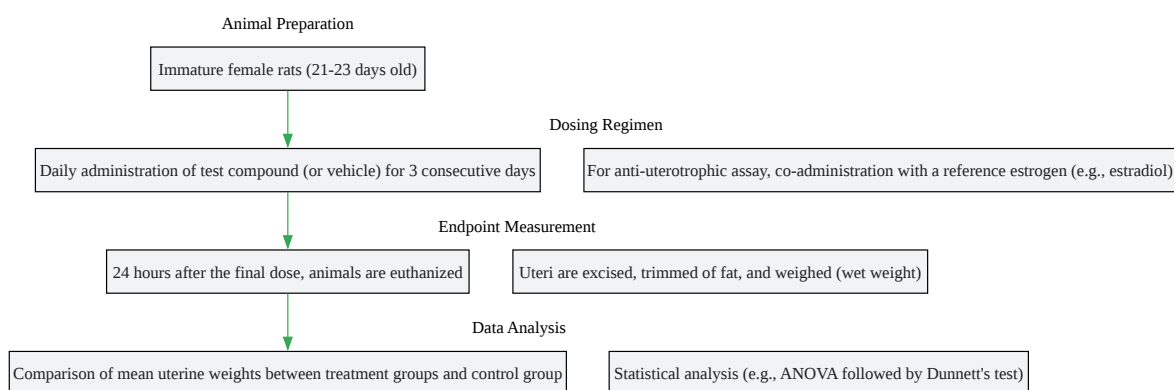 Animal Preparation
Immature female rats (21-23 days old)
Dosing Regimen
Daily administration of test compound (or vehicle) for 3 consecutive days
For anti-uterotrophic assay, co-administration with a reference estrogen (e.g., estradiol)
Endpoint Measurement
24 hours after the final dose, animals are euthanized
Uteri are excised, trimmed of fat, and weighed (wet weight)
Data Analysis
Comparison of mean uterine weights between treatment groups and control group
Statistical analysis (e.g., ANOVA followed by Dunnett's test)